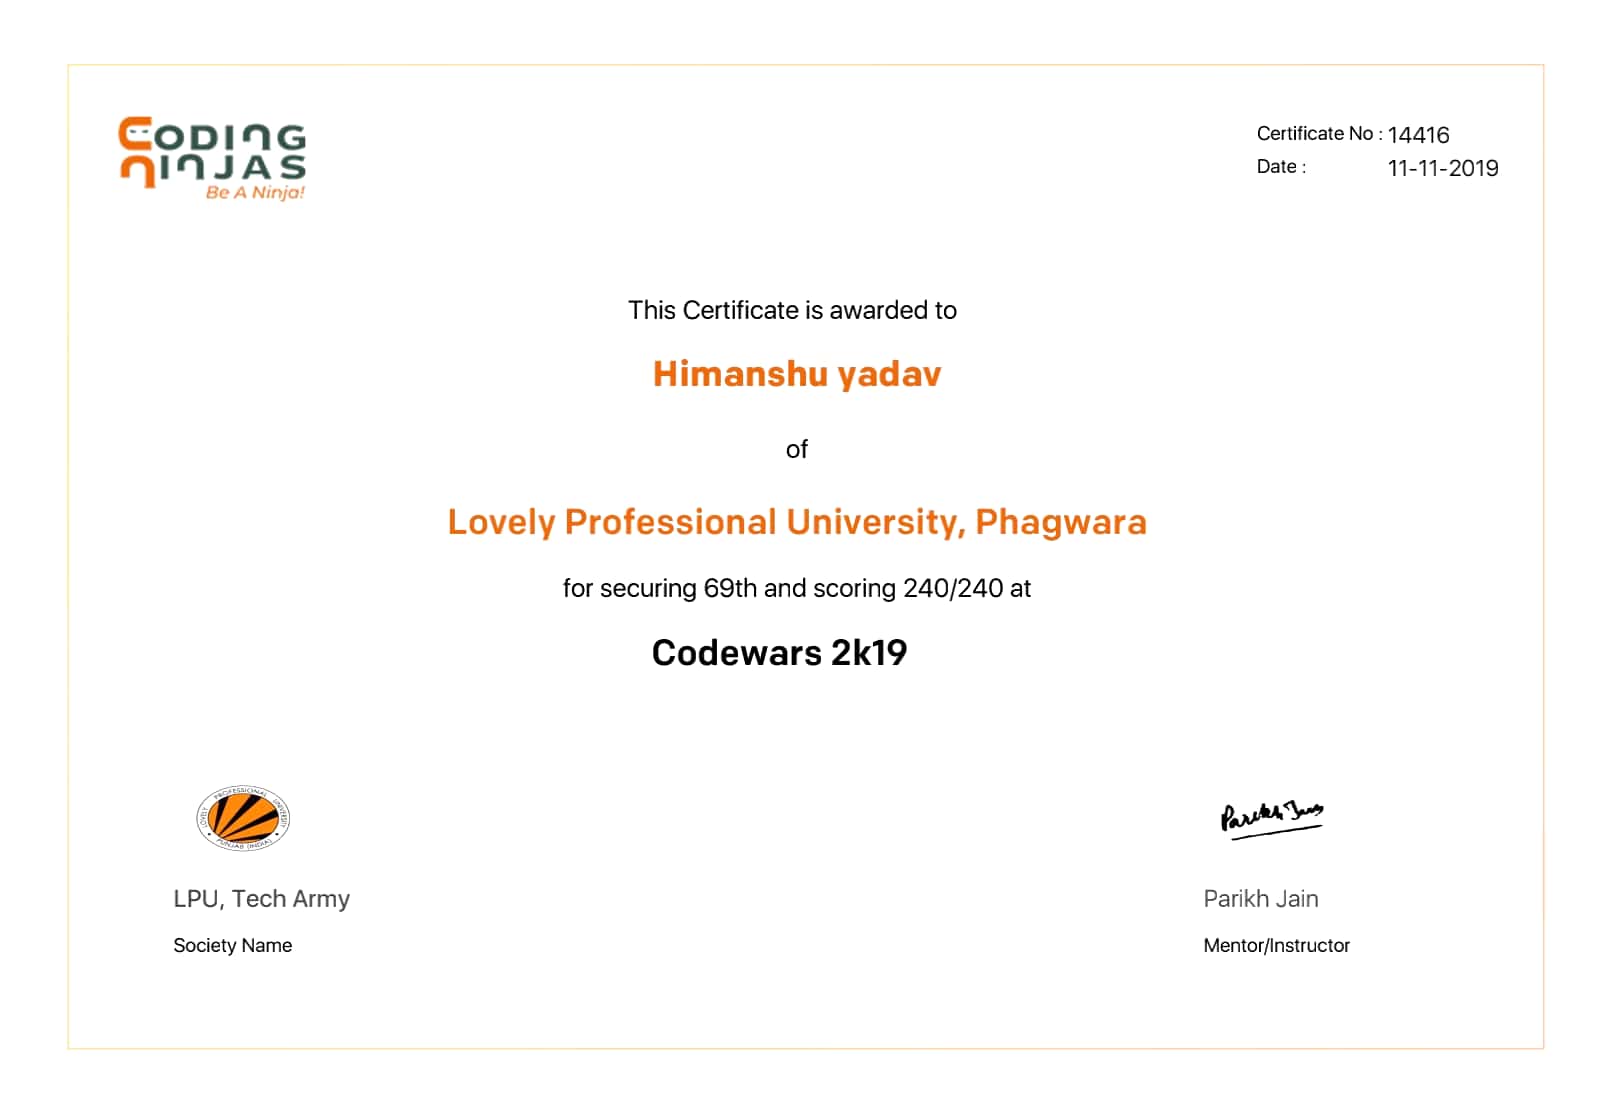 CODING
NINJAS
Be A Ninja!
Certificate No : 14416
Date : 11-11-2019
This Certificate is awarded to
Himanshu yadav
of
Lovely Professional University, Phagwara
for securing 69th and scoring 240/240 at
Codewars 2k19
LOVELY PROFESSIONAL UNIVERSITY
PUNJAB (INDIA)
Parikh Jain
LPU, Tech Army
Parikh Jain
Society Name
Mentor/Instructor